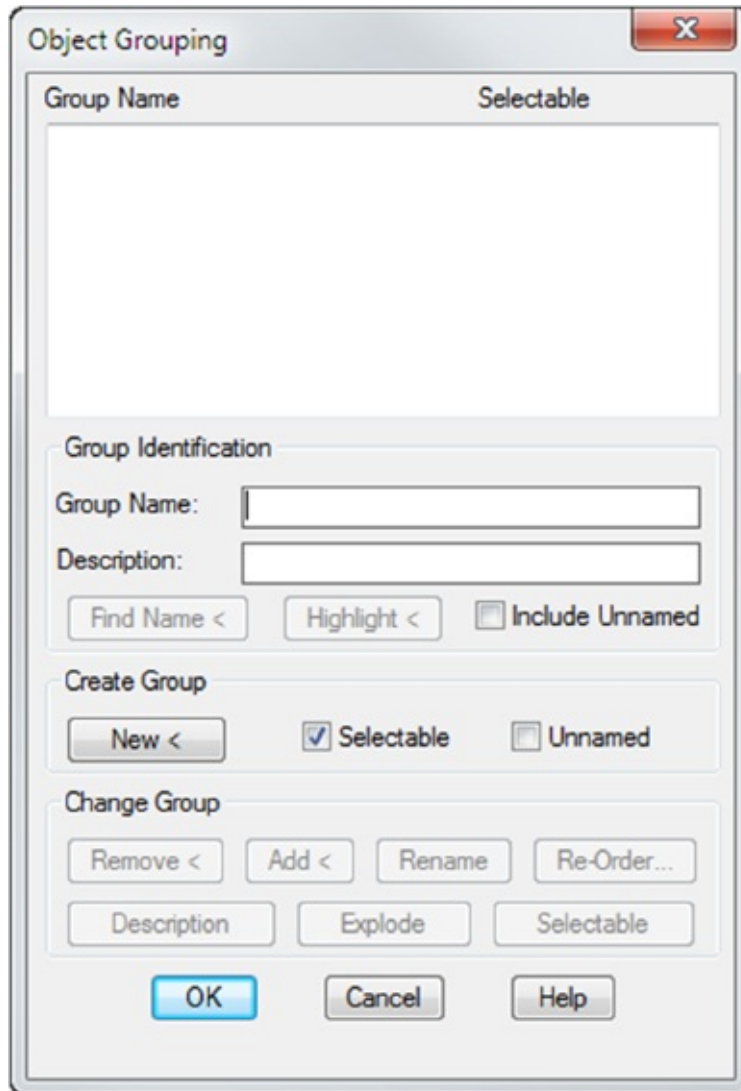 Object Grouping
Group Name Selectable
Group Identification
Group Name:
Description:
Find Name < Highlight < Include Unnamed
Create Group
New < Selectable Unnamed
Change Group
Remove < Add < Rename Re-Order...
Description Explode Selectable
OK Cancel Help